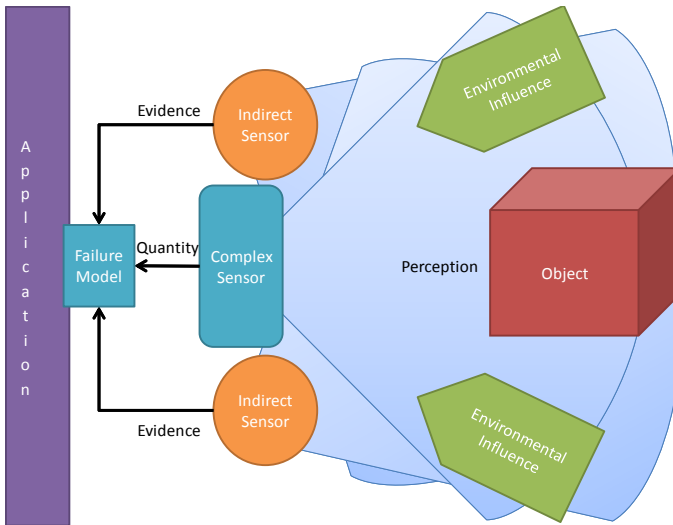 Application
Evidence
Indirect
Sensor
Environmental
Influence
Failure
Model
Quantity
Complex
Sensor
Perception
Object
Evidence
Indirect
Sensor
Environmental
Influence